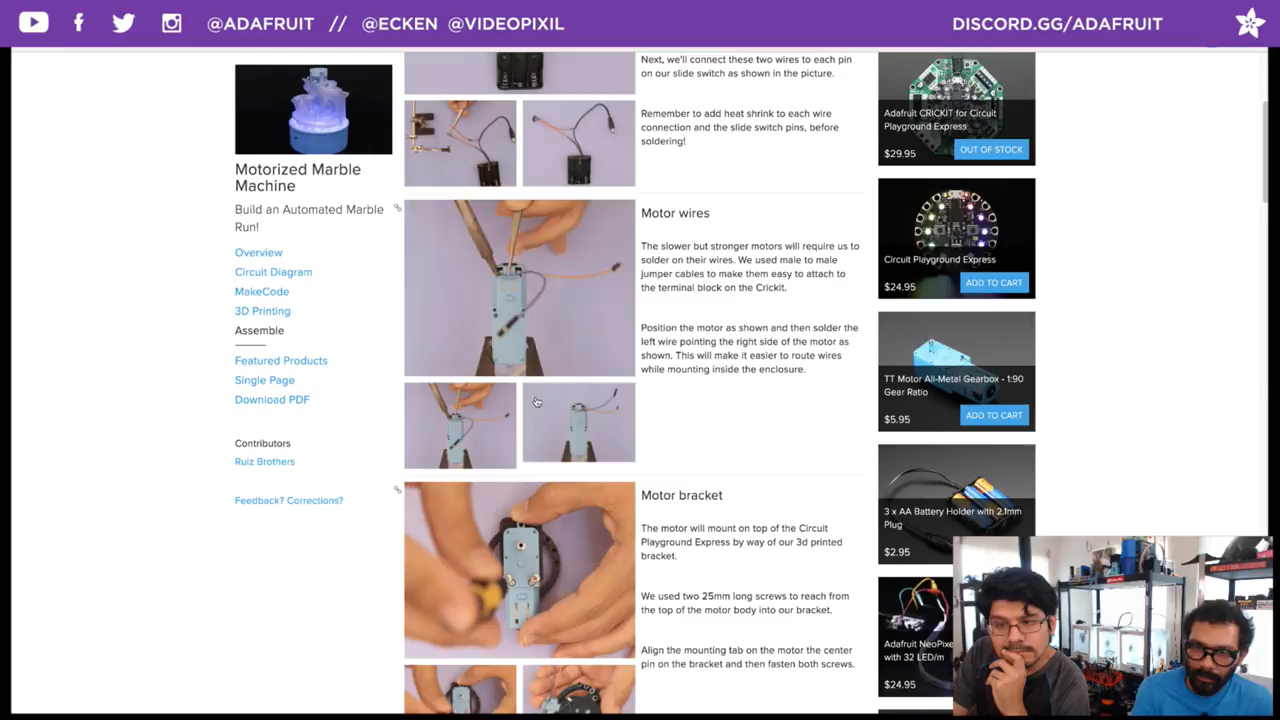 @ADAFRUIT // @ECKEN @VIDEOPIXIL
DISCORD.GG/ADAFRUIT
Motorized Marble
Machine
Build an Automated Marble
Run!
Overview
Circuit Diagram
MakeCode
3D Printing
Assemble
Featured Products
Single Page
Download PDF
Contributors
Ruiz Brothers
Feedback? Corrections?
Next, we'll connect these two wires to each pin
on our slide switch as shown in the picture.
Remember to add heat shrink to each wire
connection and the slide switch pins, before
soldering!
Motor wires
The slower but stronger motors will require us to
solder on their wires. We used male to male
jumper cables to make them easy to attach to
the terminal block on the Crickit.
Position the motor as shown and then solder the
left wire pointing the right side of the motor as
shown. This will make it easier to route wires
while mounting inside the enclosure.
Motor bracket
The motor will mount on top of the Circuit
Playground Express by way of our 3d printed
bracket.
We used two 25mm long screws to reach from
the top of the motor body into our bracket.
Align the mounting tab on the motor the center
pin on the bracket and then fasten both screws.
Adafruit CRICKIT for Circuit
Playground Express
$29.95
OUT OF STOCK
Circuit Playground Express
$24.95
ADD TO CART
TT Motor All-Metal Gearbox - 1:90
Gear Ratio
$5.95
ADD TO CART
3 x AA Battery Holder with 2.1mm
Plug
$2.95
Adafruit NeoPixe
with 32 LED/m
$24.95